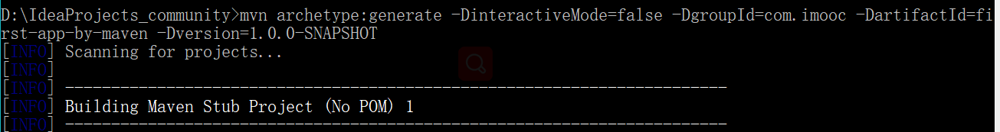 D:\IdeaProjects_community>mvn archetype:generate -DinteractiveMode=false -DgroupId=com.imooc -DartifactId=fi
rst-app-by-maven -Dversion=1.0.0-SNAPSHOT
[INFO] Scanning for projects...
[INFO]
[INFO] ------------------------------------------------------------------------
[INFO] Building Maven Stub Project (No POM) 1
[INFO] ------------------------------------------------------------------------